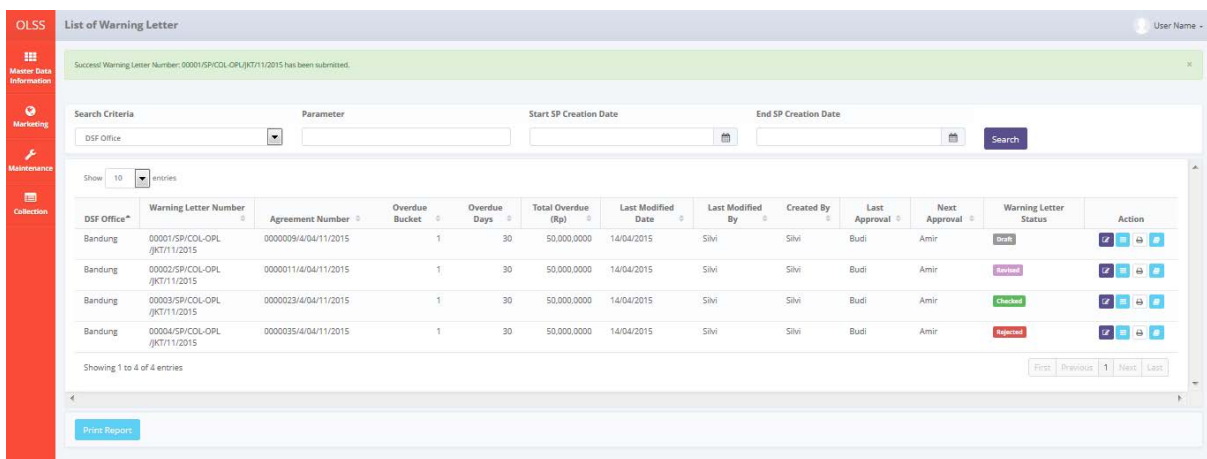 OLSS
List of Warning Letter
User Name
Master Data
Information
Marketing
Maintenance
Collection
Success! Warning Letter Number: 00001/SP/COL-OPL/JKT/11/2015 has been submitted.
×
Search Criteria Parameter Start SP Creation Date End SP Creation Date
DSF Office Search
Show 10 entries
DSF Office Warning Letter Number Agreement Number Overdue Bucket Overdue Days Total Overdue (Rp) Last Modified Date Last Modified By Created By Last Approval Next Approval Warning Letter Status Action
Bandung 00001/SP/COL-OPL 0000009/4/04/11/2015 1 30 50,000,0000 14/04/2015 Silvi Silvi Budi Amir Draft
/JKT/11/2015
Bandung 00002/SP/COL-OPL 0000011/4/04/11/2015 1 30 50,000,0000 14/04/2015 Silvi Silvi Budi Amir Revised
/JKT/11/2015
Bandung 00003/SP/COL-OPL 0000023/4/04/11/2015 1 30 50,000,0000 14/04/2015 Silvi Silvi Budi Amir Checked
/JKT/11/2015
Bandung 00004/SP/COL-OPL 0000035/4/04/11/2015 1 30 50,000,0000 14/04/2015 Silvi Silvi Budi Amir Rejected
/JKT/11/2015
Showing 1 to 4 of 4 entries
First Previous 1 Next Last
Print Report